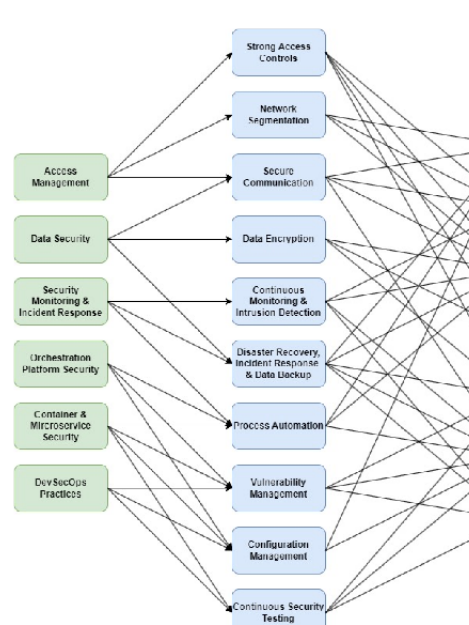 Strong Access
Controls
Network
Segmentation
Access
Management
Secure
Communication
Data Security
Data Encryption
Security
Monitoring &
Incident Response
Continuous
Monitoring &
Intrusion Detection
Orchestration
Platform Security
Disaster Recovery,
Incident Response
& Data Backup
Container &
Mircroservice
Security
Process Automation
DevSecOps
Practices
Vulnerability
Management
Configuration
Management
Continuous Security
Testing